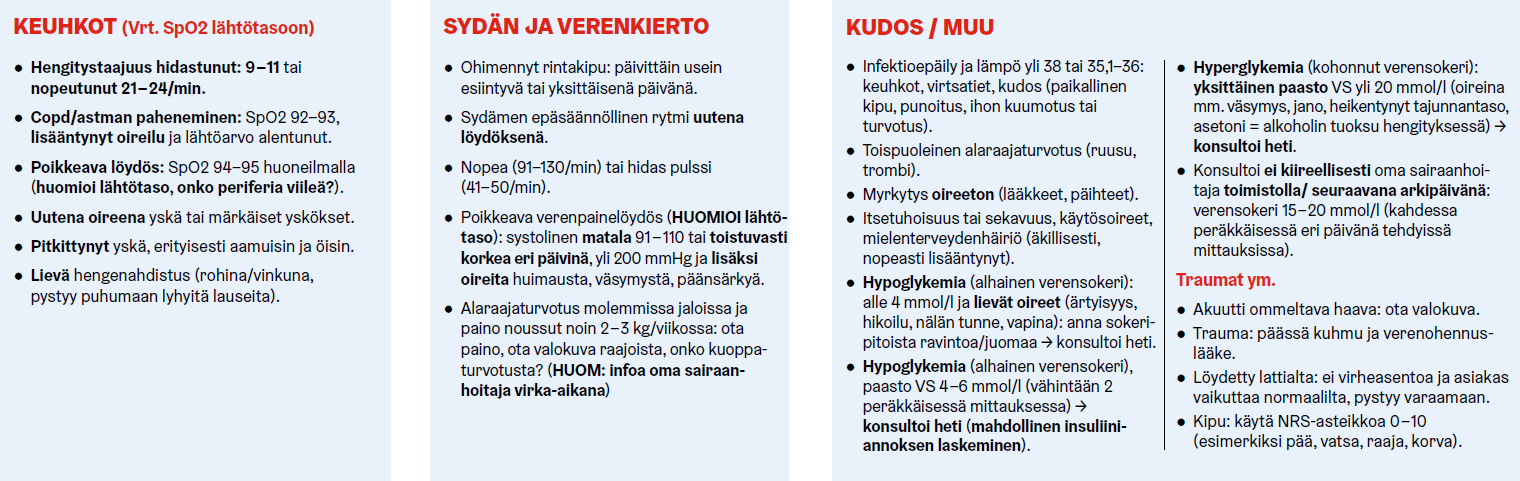 KEUHKOT (Vrt. SpO2 lähtötasoon)
● Hengitystaajuus hidastunut: 9–11 tai
nopeutunut 21–24/min.
● Copd/astman paheneminen: SpO2 92–93,
lisääntynyt oireilu ja lähtöarvo alentunut.
● Poikkeava löydös: SpO2 94–95 huoneilmalla
(huomioi lähtötaso, onko periferia viileä?).
● Uutena oireena yskä tai märkäiset yskökset.
● Pitkittynyt yskä, erityisesti aamuisin ja öisin.
● Lievä hengenahdistus (rohina/vinkuna,
pystyy puhumaan lyhyitä lauseita).
SYDÄN JA VERENKIERTO
● Ohimennyt rintakipu: päivittäin usein
esiintyvä tai yksittäisenä päivänä.
● Sydämen epäsäännöllinen rytmi uutena
löydöksenä.
● Nopea (91–130/min) tai hidas pulssi
(41–50/min).
● Poikkeava verenpainelöydös (HUOMIOI lähtö-
taso): systolinen matala 91–110 tai toistuvasti
korkea eri päivinä, yli 200 mmHg ja lisäksi
oireita huimausta, väsymystä, päänsärkyä.
● Alaraajaturvotus molemmissa jaloissa ja
paino noussut noin 2–3 kg/viikossa: ota
paino, ota valokuva raajoista, onko kuoppa-
turvotusta? (HUOM: infoa oma sairaan-
hoitaja virka-aikana)
KUDOS / MUU
● Infektioepäily ja lämpö yli 38 tai 35,1–36:
keuhkot, virtsatiet, kudos (paikallinen
kipu, punoitus, ihon kuumotus tai
turvotus).
● Toispuoleinen alaraajaturvotus (ruusu,
trombi).
● Myrkytys oireeton (lääkkeet, päihteet).
● Itsetuhoisuus tai sekavuus, käytösoireet,
mielenterveydenhäiriö (äkillisesti,
nopeasti lisääntynyt).
● Hypoglykemia (alhainen verensokeri):
alle 4 mmol/l ja lievät oireet (ärtyisyys,
hikoilu, nälän tunne, vapina): anna sokeri-
pitoista ravintoa/juomaa → konsultoi heti.
● Hypoglykemia (alhainen verensokeri),
paasto VS 4–6 mmol/l (vähintään 2
peräkkäisessä mittauksessa) →
konsultoi heti (mahdollinen insuliini-
annoksen laskeminen).
● Hyperglykemia (kohonnut verensokeri):
yksittäinen paasto VS yli 20 mmol/l (oireina
mm. väsymys, jano, heikentynyt tajunnantaso,
asetoni = alkoholin tuoksu hengityksessä) →
konsultoi heti.
● Konsultoi ei kiireellisesti oma sairaanhoi-
taja toimistolla/ seuraavana arkipäivänä:
verensokeri 15–20 mmol/l (kahdessa
peräkkäisessä eri päivänä tehdyissä
mittauksissa).
Traumat ym.
● Akuutti ommeltava haava: ota valokuva.
● Trauma: päässä kuhmu ja verenohennus-
lääke.
● Löydetty lattialta: ei virheasentoa ja asiakas
vaikuttaa normaalilta, pystyy varaamaan.
● Kipu: käytä NRS-asteikkoa 0–10
(esimerkiksi pää, vatsa, raaja, korva).